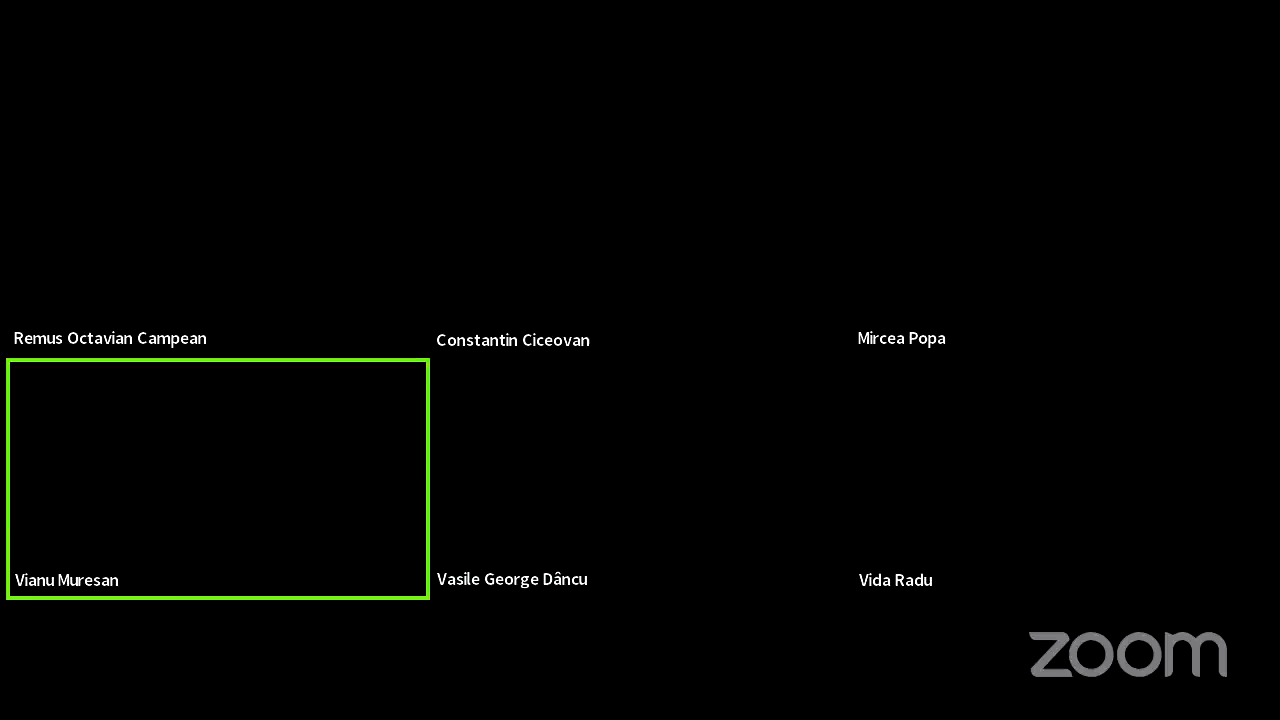 Remus Octavian Campean
Constantin Ciceovan
Mircea Popa
Vianu Muresan
Vasile George Dâncu
Vida Radu
zoom